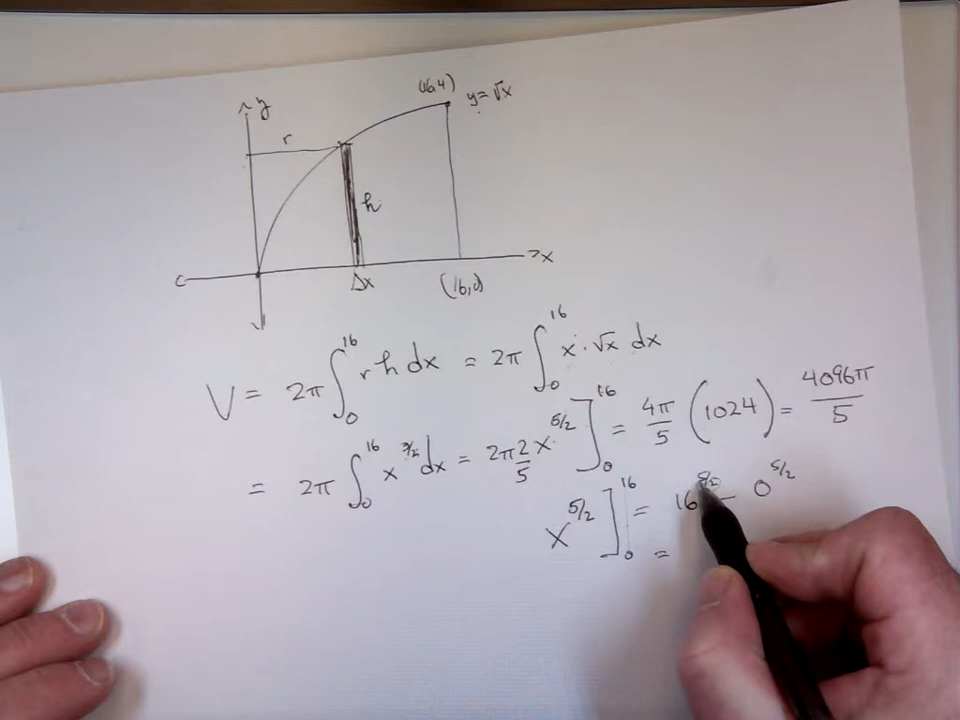 y
(16,4)
y = √x
r
h
x
Δx
(16,0)
V = 2π ∫₀¹⁶ r h dx = 2π ∫₀¹⁶ x · √x dx
= 2π ∫₀¹⁶ x^(3/2) dx = 2π 2/5 x^(5/2) ]₀¹⁶ = 4π/5 (1024) = 4096π/5
x^(5/2) ]₀¹⁶ = 16^(5/2) − 0^(5/2)
=